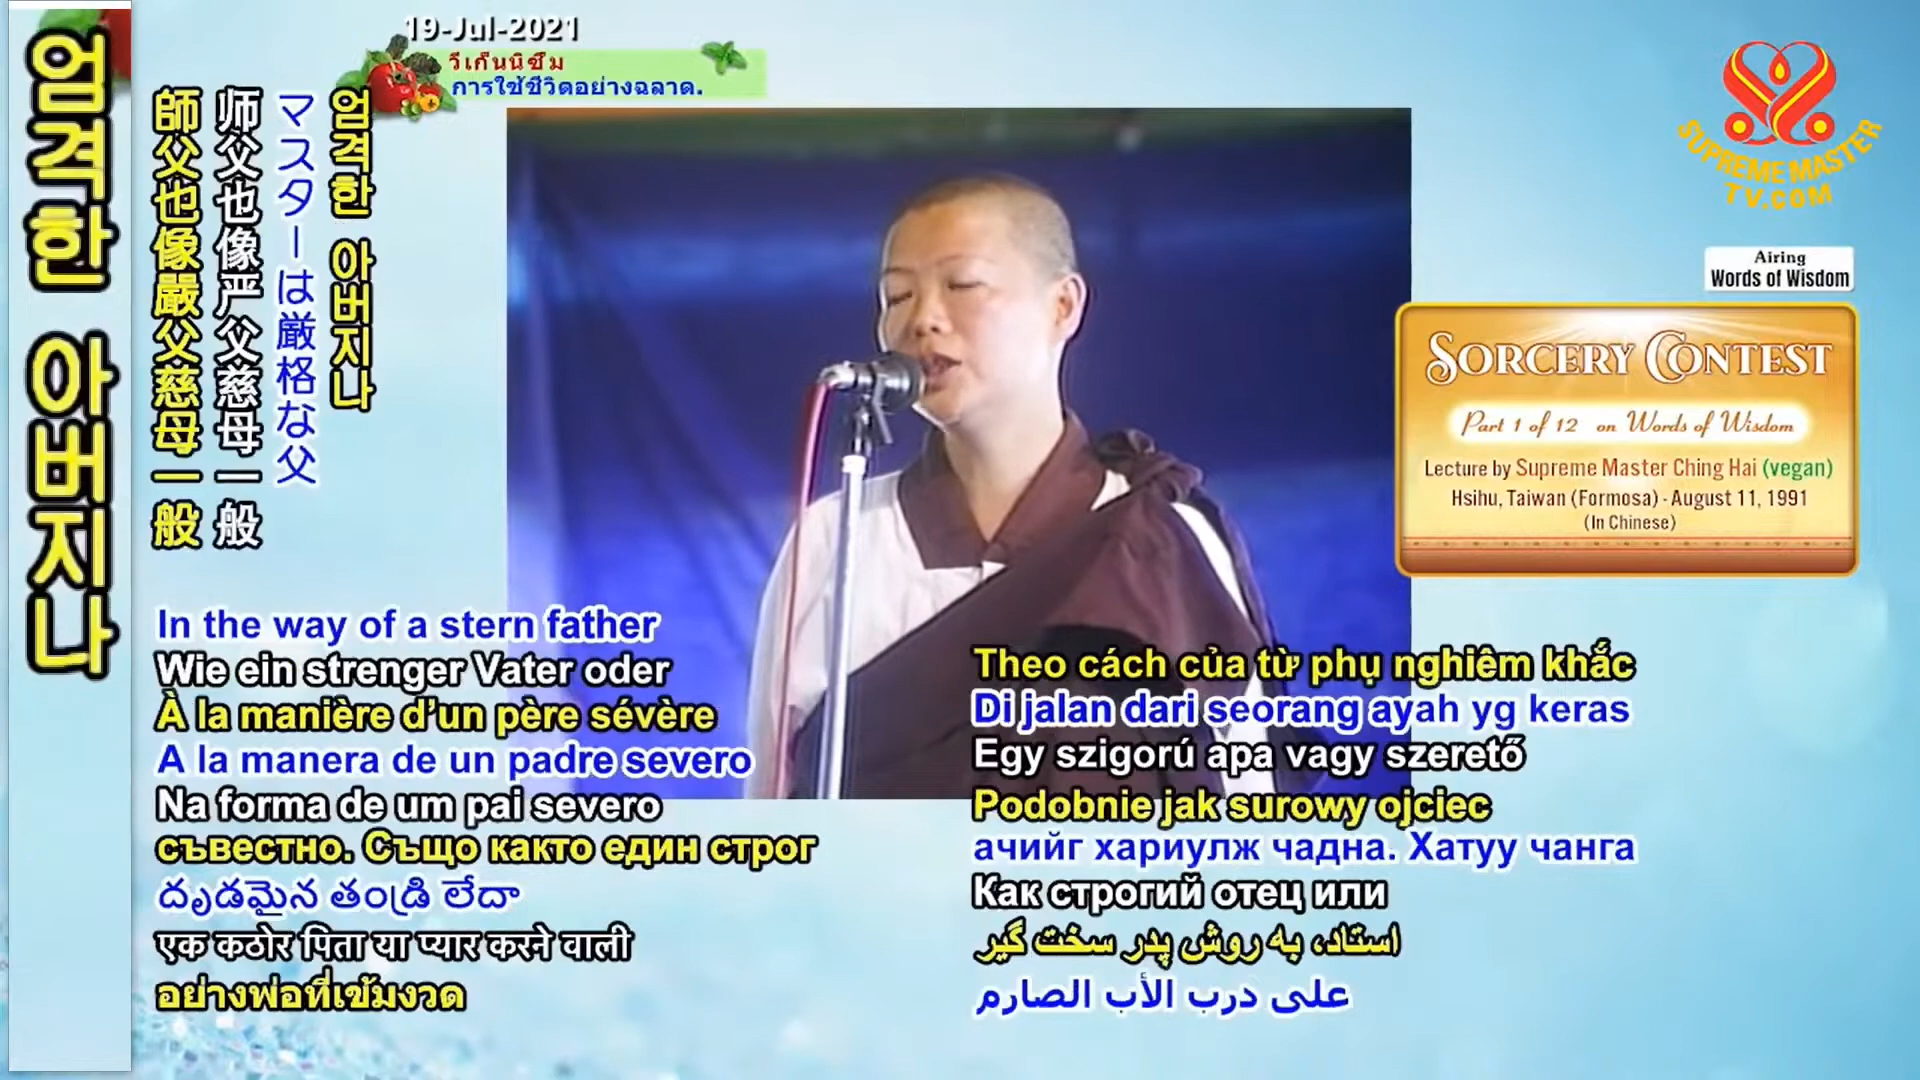 19-Jul-2021
วีเก้นนิซึม
การใช้ชีวิตอย่างฉลาด.
SUPREME MASTER
TV.COM
엄격한 아버지나
師父也像嚴父慈母一般
师父也像严父慈母一般
マスターは厳格な父
엄격한 아버지나
Airing
Words of Wisdom
SORCERY CONTEST
Part 1 of 12 on Words of Wisdom
Lecture by Supreme Master Ching Hai (vegan)
Hsihu, Taiwan (Formosa) - August 11, 1991
(In Chinese)
In the way of a stern father
Wie ein strenger Vater oder
À la manière d'un père sévère
A la manera de un padre severo
Na forma de um pai severo
съвестно. Също както един строг
దృఢమైన తండ్రి లేదా
एक कठोर पिता या प्यार करने वाली
อย่างพ่อที่เข้มงวด
Theo cách của từ phụ nghiêm khắc
Di jalan dari seorang ayah yg keras
Egy szigorú apa vagy szerető
Podobnie jak surowy ojciec
ачийг хариулж чадна. Хатуу чанга
Как строгий отец или
استاد، به روش پدر سخت گیر
على درب الأب الصارم